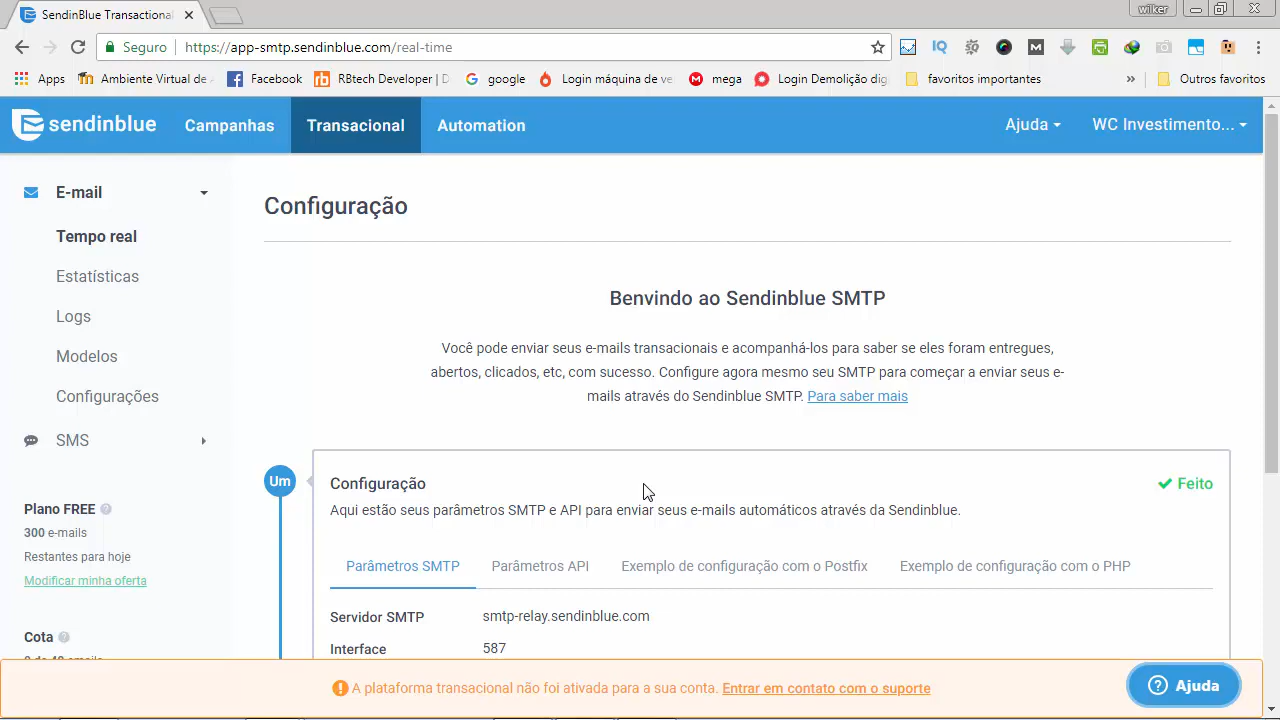 SendinBlue Transactional
wilker
Seguro
https://app-smtp.sendinblue.com/real-time
Apps
Ambiente Virtual de
Facebook
RBtech Developer | D
google
Login máquina de ve
mega
Login Demolição dig
favoritos importantes
»
Outros favoritos
sendinblue
Campanhas
Transacional
Automation
Ajuda
WC Investimento...
E-mail
Tempo real
Estatísticas
Logs
Modelos
Configurações
SMS
Plano FREE
300 e-mails
Restantes para hoje
Modificar minha oferta
Cota
Configuração
Benvindo ao Sendinblue SMTP
Você pode enviar seus e-mails transacionais e acompanhá-los para saber se eles foram entregues,
abertos, clicados, etc, com sucesso. Configure agora mesmo seu SMTP para começar a enviar seus e-
mails através do Sendinblue SMTP. Para saber mais
Um
Configuração
Feito
Aqui estão seus parâmetros SMTP e API para enviar seus e-mails automáticos através da Sendinblue.
Parâmetros SMTP
Parâmetros API
Exemplo de configuração com o Postfix
Exemplo de configuração com o PHP
Servidor SMTP
smtp-relay.sendinblue.com
Interface
587
A plataforma transacional não foi ativada para a sua conta. Entrar em contato com o suporte
Ajuda